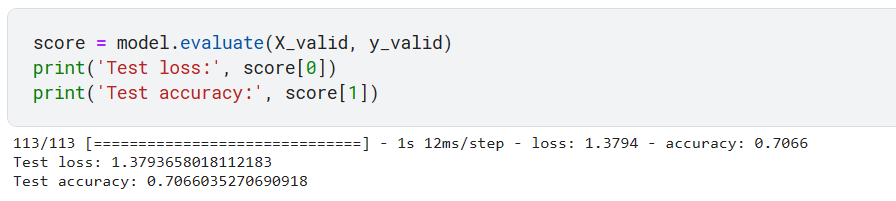 score = model.evaluate(X_valid, y_valid)
print('Test loss:', score[0])
print('Test accuracy:', score[1])
113/113 [==============================] - 1s 12ms/step - loss: 1.3794 - accuracy: 0.7066
Test loss: 1.3793658018112183
Test accuracy: 0.7066035270690918